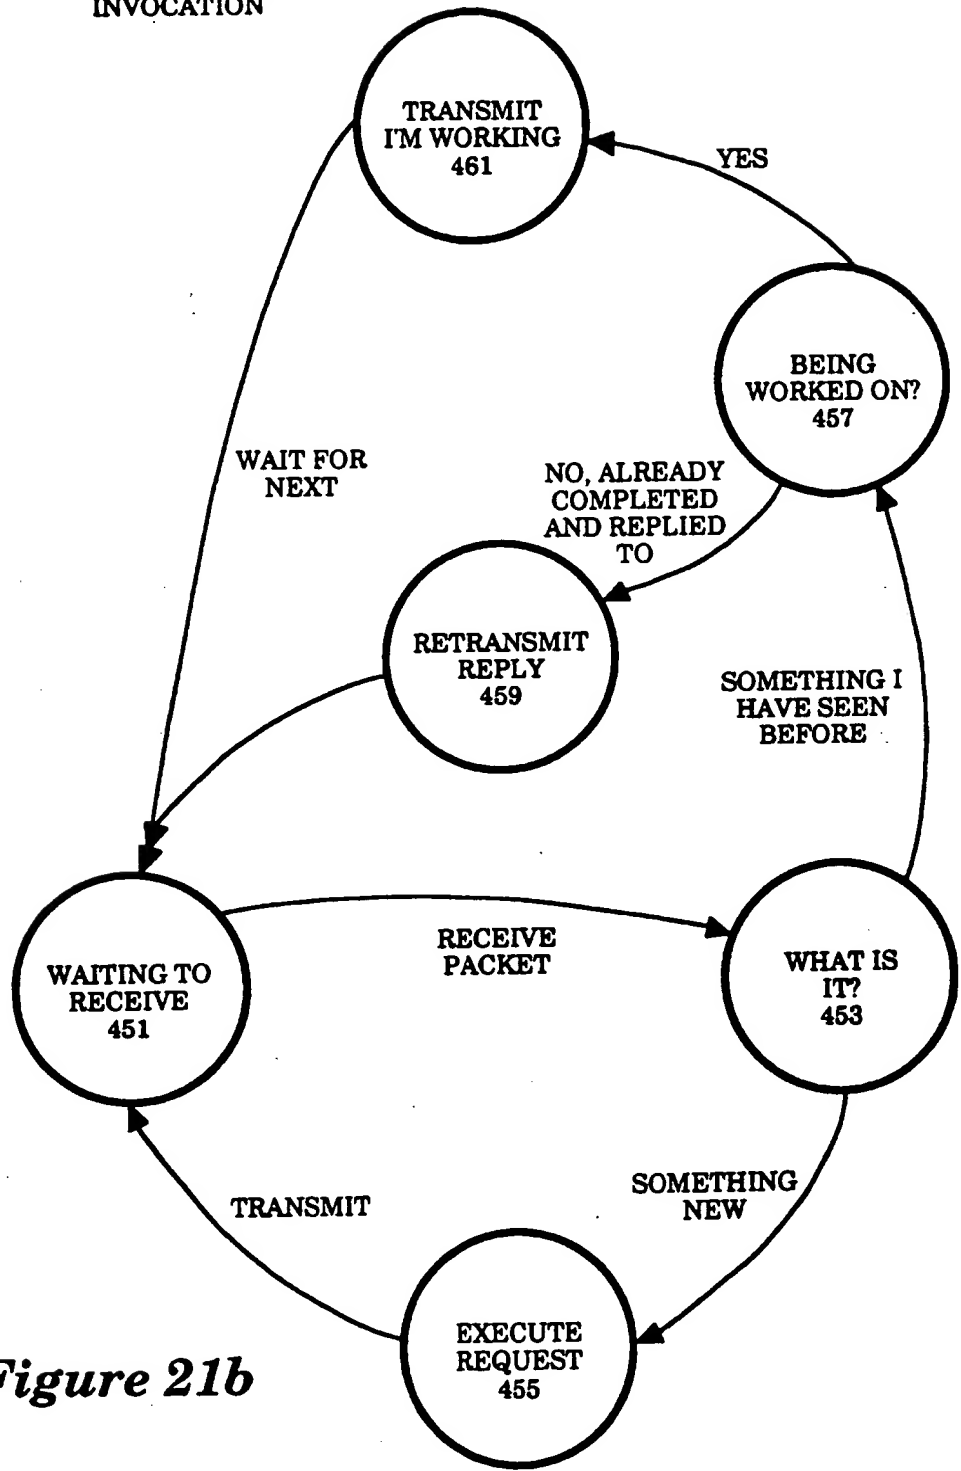 INVOCATION
TRANSMIT
I'M WORKING
461
YES
BEING
WORKED ON?
457
WAIT FOR
NEXT
NO, ALREADY
COMPLETED
AND REPLIED
TO
RETRANSMIT
REPLY
459
SOMETHING I
HAVE SEEN
BEFORE
RECEIVE
PACKET
WAITING TO
RECEIVE
451
WHAT IS
IT?
453
SOMETHING
NEW
TRANSMIT
EXECUTE
REQUEST
455
Figure 21b